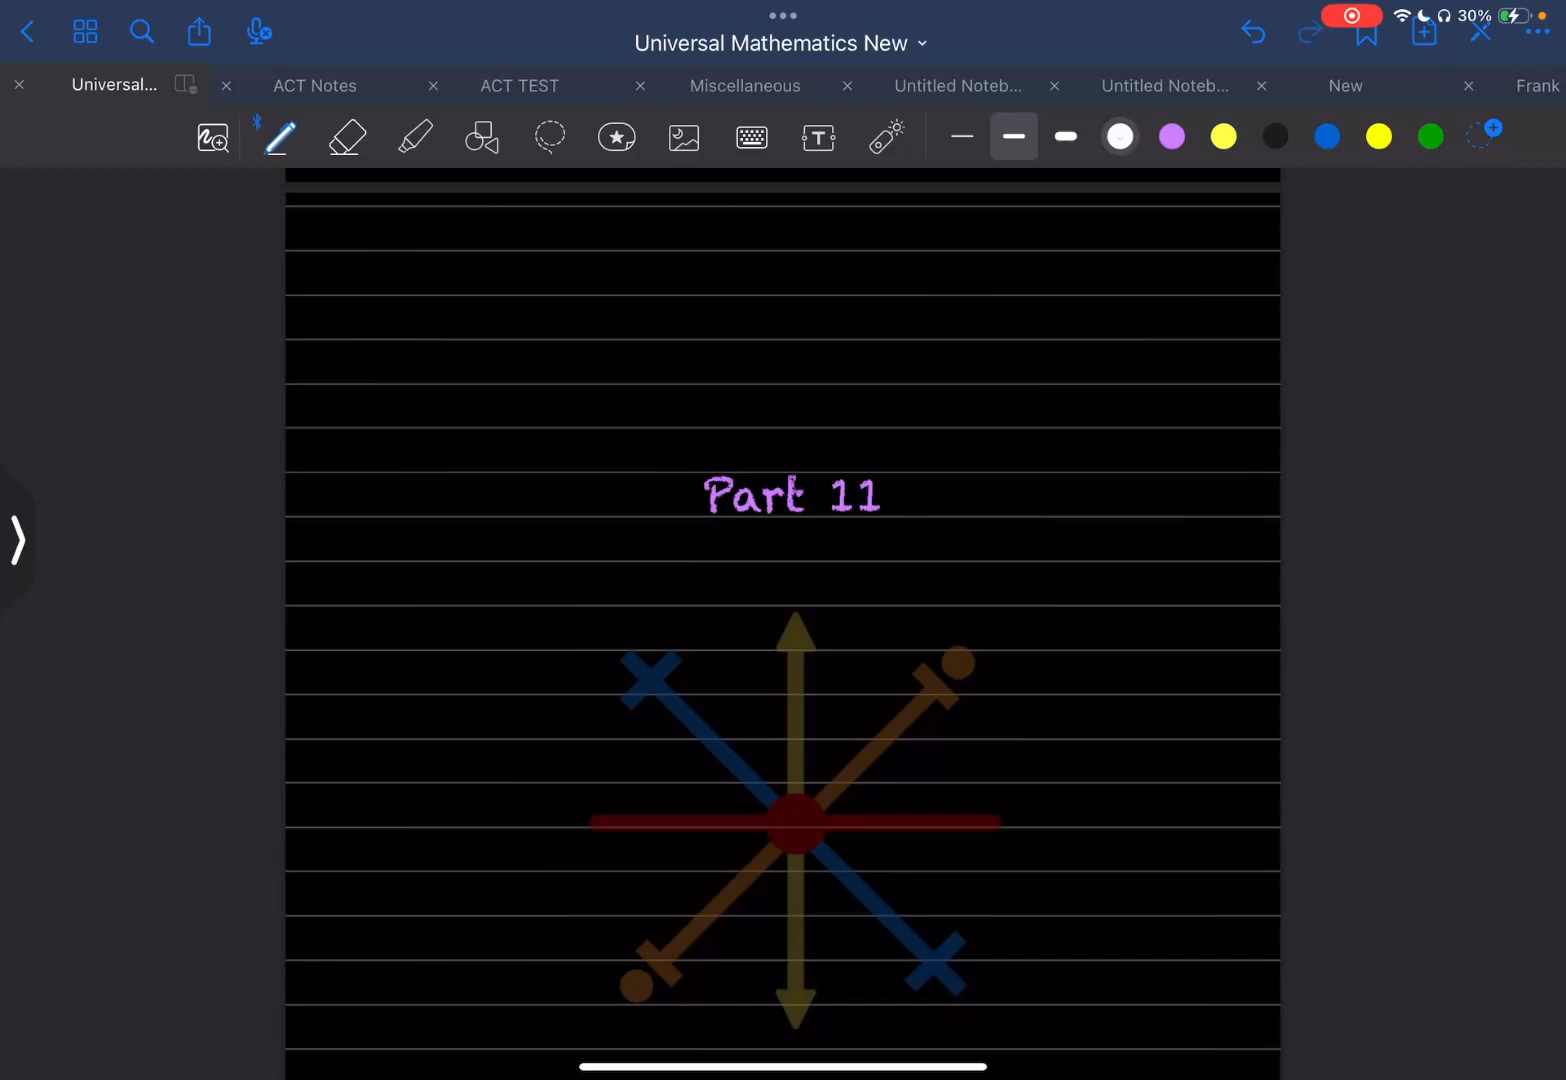 30%
Universal Mathematics New
Universal...
ACT Notes
ACT TEST
Miscellaneous
Untitled Noteb...
Untitled Noteb...
New
Frank
T
Part 11